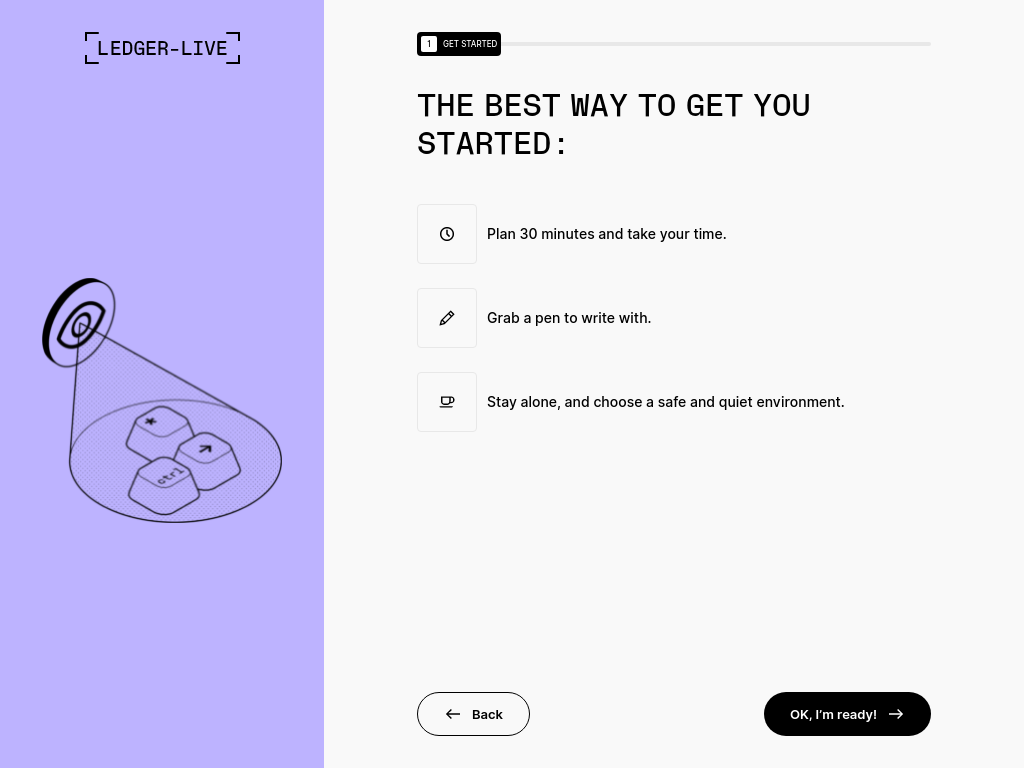 LEDGER-LIVE
1 GET STARTED
THE BEST WAY TO GET YOU
STARTED:
Plan 30 minutes and take your time.
Grab a pen to write with.
Stay alone, and choose a safe and quiet environment.
*
ctrl
Back
OK, I'm ready!